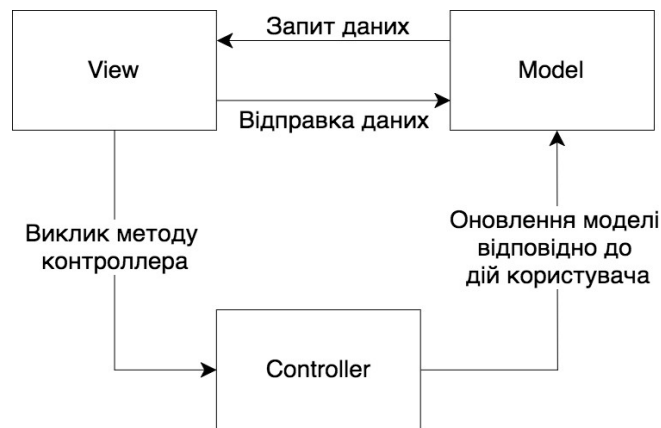 Запит даних
View
Model
Відправка даних
Виклик методу
контроллера
Оновлення моделі
відповідно до
дій користувача
Controller